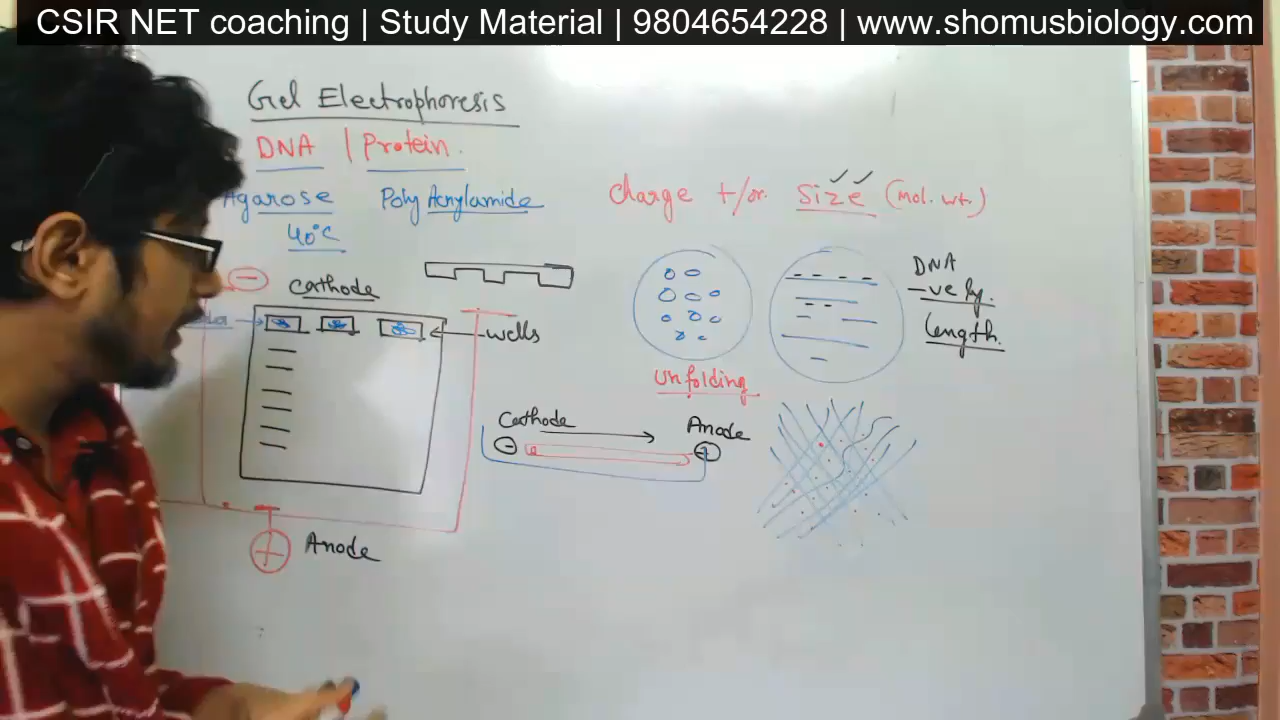 CSIR NET coaching | Study Material | 9804654228 | www.shomusbiology.com
Gel Electrophoresis
DNA | Protein.
Agarose Poly Acrylamide
40°C
Charge +/or. Size (mol. wt.)
Cathode
wells
Anode
DNA
-ve ly.
length.
Unfolding
Cathode
Anode